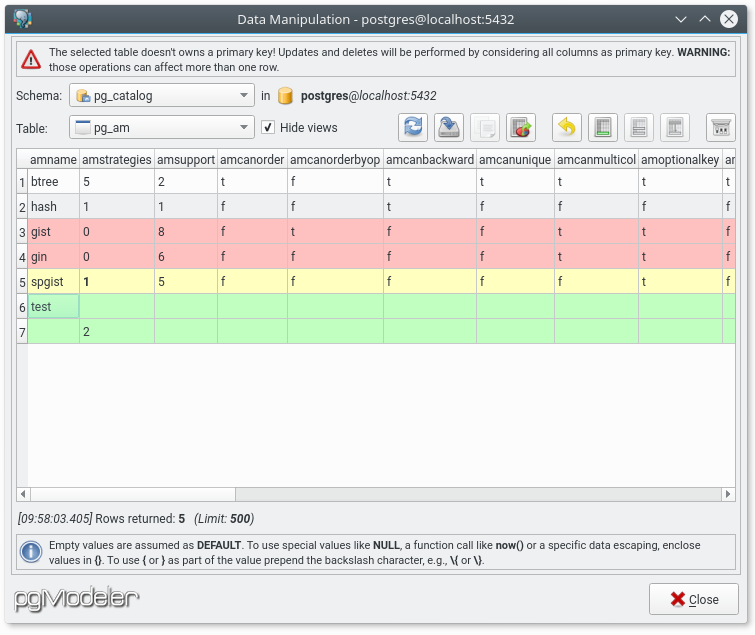 Data Manipulation - postgres@localhost:5432
The selected table doesn't owns a primary key! Updates and deletes will be performed by considering all columns as primary key. WARNING:
those operations can affect more than one row.
Schema: pg_catalog in postgres@localhost:5432
Table: pg_am Hide views
amname amstrategies amsupport amcanorder amcanorderbyop amcanbackward amcanunique amcanmulticol amoptionalkey ar
1 btree 5 2 t f t t t t f
2 hash 1 1 f f t f f f f
3 gist 0 8 f t f f t t f
4 gin 0 6 f f f f t t f
5 spgist 1 5 f f f f f t f
6 test
7 2
[09:58:03.405] Rows returned: 5 (Limit: 500)
Empty values are assumed as DEFAULT. To use special values like NULL, a function call like now() or a specific data escaping, enclose
values in {}. To use { or } as part of the value prepend the backslash character, e.g., \{ or \}.
pgModeler
Close